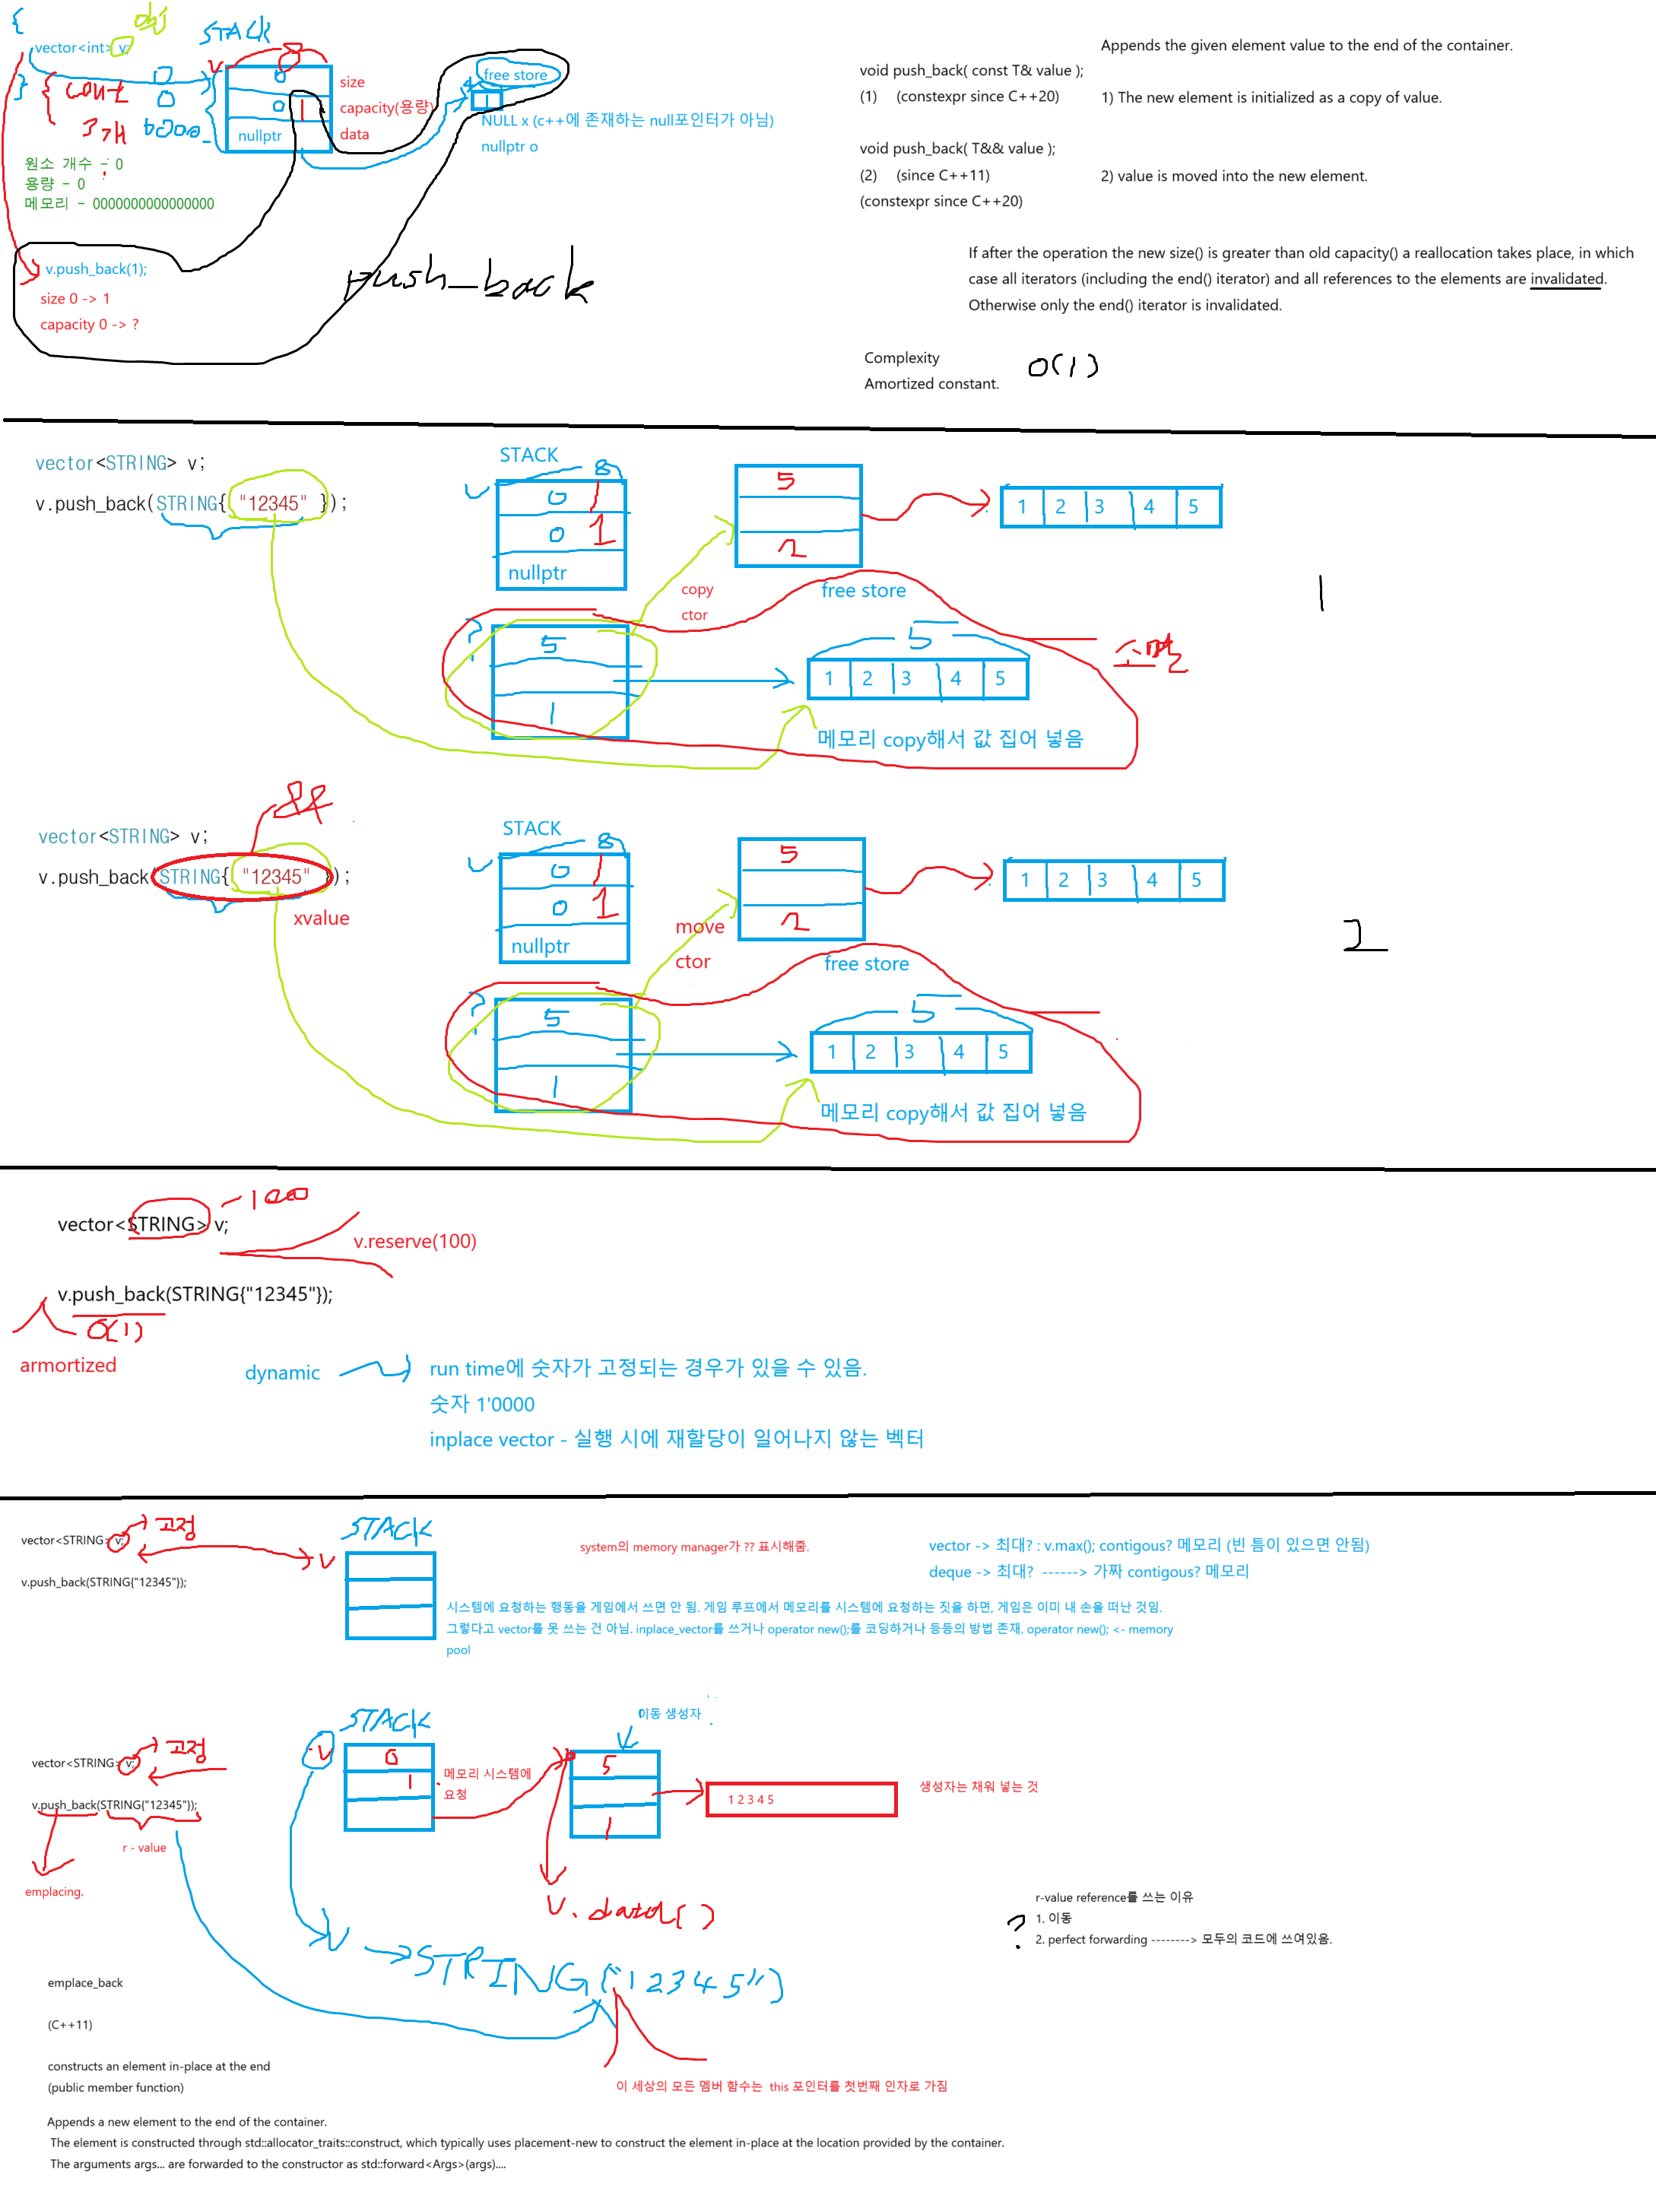 {
vector<int> v;
obj
STACK
}
{
cont
3개
0
0
6000_
v
8
0
0
1
nullptr
size
capacity(용량)
data
free store
1
NULL x (c++에 존재하는 null포인터가 아님)
nullptr o
원소 개수 - 0
용량 - 0
메모리 - 0000000000000000
v.push_back(1);
size 0 -> 1
capacity 0 -> ?
push_back
Appends the given element value to the end of the container.
void push_back( const T& value );
(1) (constexpr since C++20)
1) The new element is initialized as a copy of value.
void push_back( T&& value );
(2) (since C++11)
(constexpr since C++20)
2) value is moved into the new element.
If after the operation the new size() is greater than old capacity() a reallocation takes place, in which
case all iterators (including the end() iterator) and all references to the elements are invalidated.
Otherwise only the end() iterator is invalidated.
Complexity
Amortized constant.
O(1)
vector<STRING> v;
v.push_back(STRING{ "12345" });
STACK
v
8
0 1
0 1
nullptr
5
2
1 2 3 4 5
copy
ctor
free store
1
?
5
1
5
1 2 3 4 5
소멸
메모리 copy해서 값 집어 넣음
vector<STRING> v;
v.push_back(STRING{ "12345" });
xvalue
STACK
v
8
0 1
0 1
nullptr
5
2
1 2 3 4 5
move
ctor
free store
2
?
5
1
5
1 2 3 4 5
메모리 copy해서 값 집어 넣음
vector<STRING> v;
~100
v.reserve(100)
v.push_back(STRING{"12345"});
O(1)
armortized
dynamic
run time에 숫자가 고정되는 경우가 있을 수 있음.
숫자 1'0000
inplace vector - 실행 시에 재할당이 일어나지 않는 벡터
vector<STRING> v;
고정
v.push_back(STRING{"12345"});
STACK
v
system의 memory manager가 ?? 표시해줌.
vector -> 최대? : v.max(); contigous? 메모리 (빈 틈이 있으면 안됨)
deque -> 최대? ------> 가짜 contigous? 메모리
시스템에 요청하는 행동을 게임에서 쓰면 안 됨. 게임 루프에서 메모리를 시스템에 요청하는 짓을 하면, 게임은 이미 내 손을 떠난 것임.
그렇다고 vector를 못 쓰는 건 아님. inplace_vector를 쓰거나 operator new();를 코딩하거나 등등의 방법 존재. operator new(); <- memory
pool
vector<STRING> v;
고정
v.push_back(STRING{"12345"});
r - value
emplacing.
STACK
v
0
1
메모리 시스템에
요청
이동 생성자
5
1
1 2 3 4 5
생성자는 채워 넣는 것
v.data()
v
STRING("12345")
r-value reference를 쓰는 이유
1. 이동
?
2. perfect forwarding --------> 모두의 코드에 쓰여있음.
emplace_back
(C++11)
constructs an element in-place at the end
(public member function)
이 세상의 모든 멤버 함수는 this 포인터를 첫번째 인자로 가짐
Appends a new element to the end of the container.
The element is constructed through std::allocator_traits::construct, which typically uses placement-new to construct the element in-place at the location provided by the container.
The arguments args... are forwarded to the constructor as std::forward<Args>(args)....